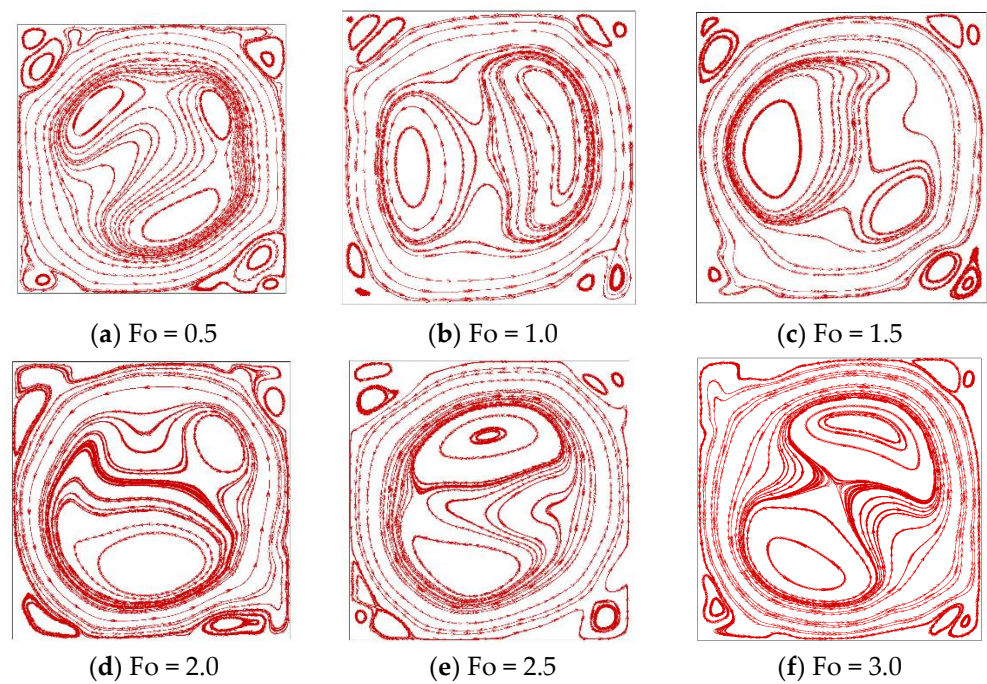 (a) Fo = 0.5
(b) Fo = 1.0
(c) Fo = 1.5
(d) Fo = 2.0
(e) Fo = 2.5
(f) Fo = 3.0